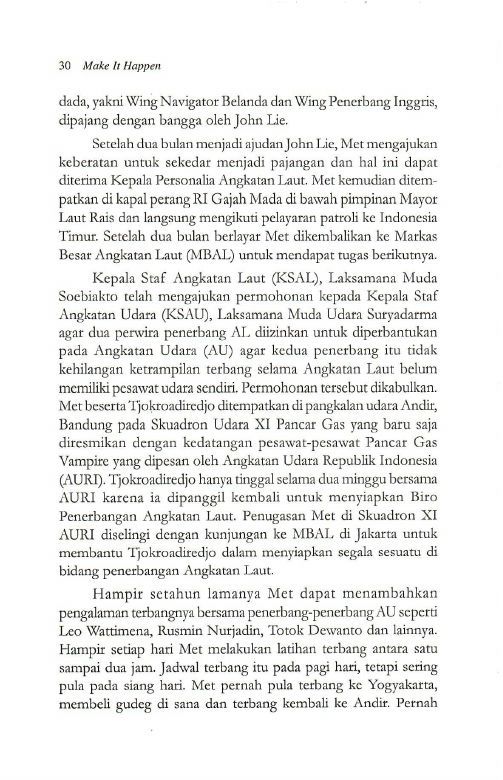 30 Make It Happen
dada, yakni Wing Navigator Belanda dan Wing Penerbang Inggris,
dipajang dengan bangga oleh John Lie.
Setelah dua bulan menjadi ajudan John Lie, Met mengajukan
keberatan untuk sekedar menjadi pajangan dan hal ini dapat
diterima Kepala Personalia Angkatan Laut. Met kemudian ditem-
patkan di kapal perang RI Gajah Mada di bawah pimpinan Mayor
Laut Rais dan langsung mengikuti pelayaran patroli ke Indonesia
Timur. Setelah dua bulan berlayar Met dikembalikan ke Markas
Besar Angkatan Laut (MBAL) untuk mendapat tugas berikutnya.
Kepala Staf Angkatan Laut (KSAL), Laksamana Muda
Soebiakto telah mengajukan permohonan kepada Kepala Staf
Angkatan Udara (KSAU), Laksamana Muda Udara Suryadarma
agar dua perwira penerbang AL diizinkan untuk diperbantukan
pada Angkatan Udara (AU) agar kedua penerbang itu tidak
kehilangan ketrampilan terbang selama Angkatan Laut belum
memiliki pesawat udara sendiri. Permohonan tersebut dikabulkan.
Met beserta Tjokroadiredjo ditempatkan di pangkalan udara Andir,
Bandung pada Skuadron Udara XI Pancar Gas yang baru saja
diresmikan dengan kedatangan pesawat-pesawat Pancar Gas
Vampire yang dipesan oleh Angkatan Udara Republik Indonesia
(AURI). Tjokroadiredjo hanya tinggal selama dua minggu bersama
AURI karena ia dipanggil kembali untuk menyiapkan Biro
Penerbangan Angkatan Laut. Penugasan Met di Skuadron XI
AURI diselingi dengan kunjungan ke MBAL di Jakarta untuk
membantu Tjokroadiredjo dalam menyiapkan segala sesuatu di
bidang penerbangan Angkatan Laut.
Hampir setahun lamanya Met dapat menambahkan
pengalaman terbangnya bersama penerbang-penerbang AU seperti
Leo Wattimena, Rusmin Nurjadin, Totok Dewanto dan lainnya.
Hampir setiap hari Met melakukan latihan terbang antara satu
sampai dua jam. Jadwal terbang itu pada pagi hari, tetapi sering
pula pada siang hari. Met pernah pula terbang ke Yogyakarta,
membeli gudeg di sana dan terbang kembali ke Andir. Pernah